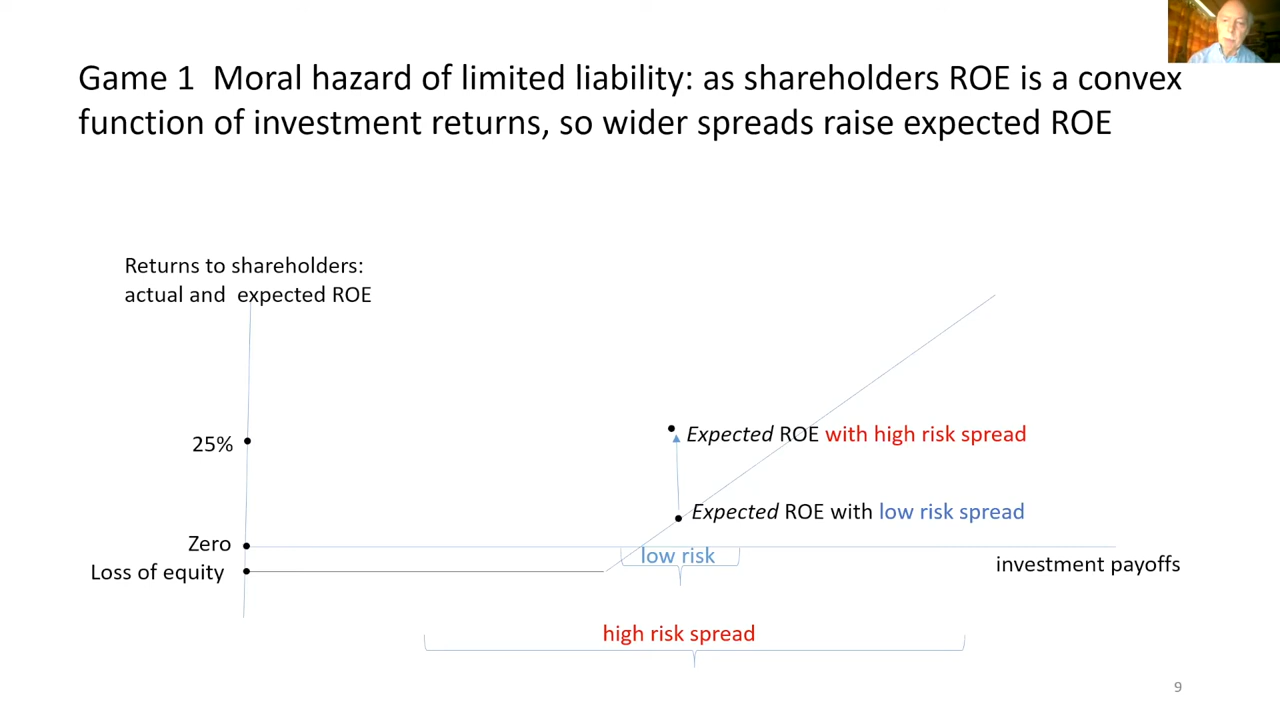 Game 1  Moral hazard of limited liability: as shareholders ROE is a convex
function of investment returns, so wider spreads raise expected ROE
Returns to shareholders:
actual and  expected ROE
25%
Expected ROE with high risk spread
Expected ROE with low risk spread
Zero
low risk
Loss of equity
investment payoffs
high risk spread
9